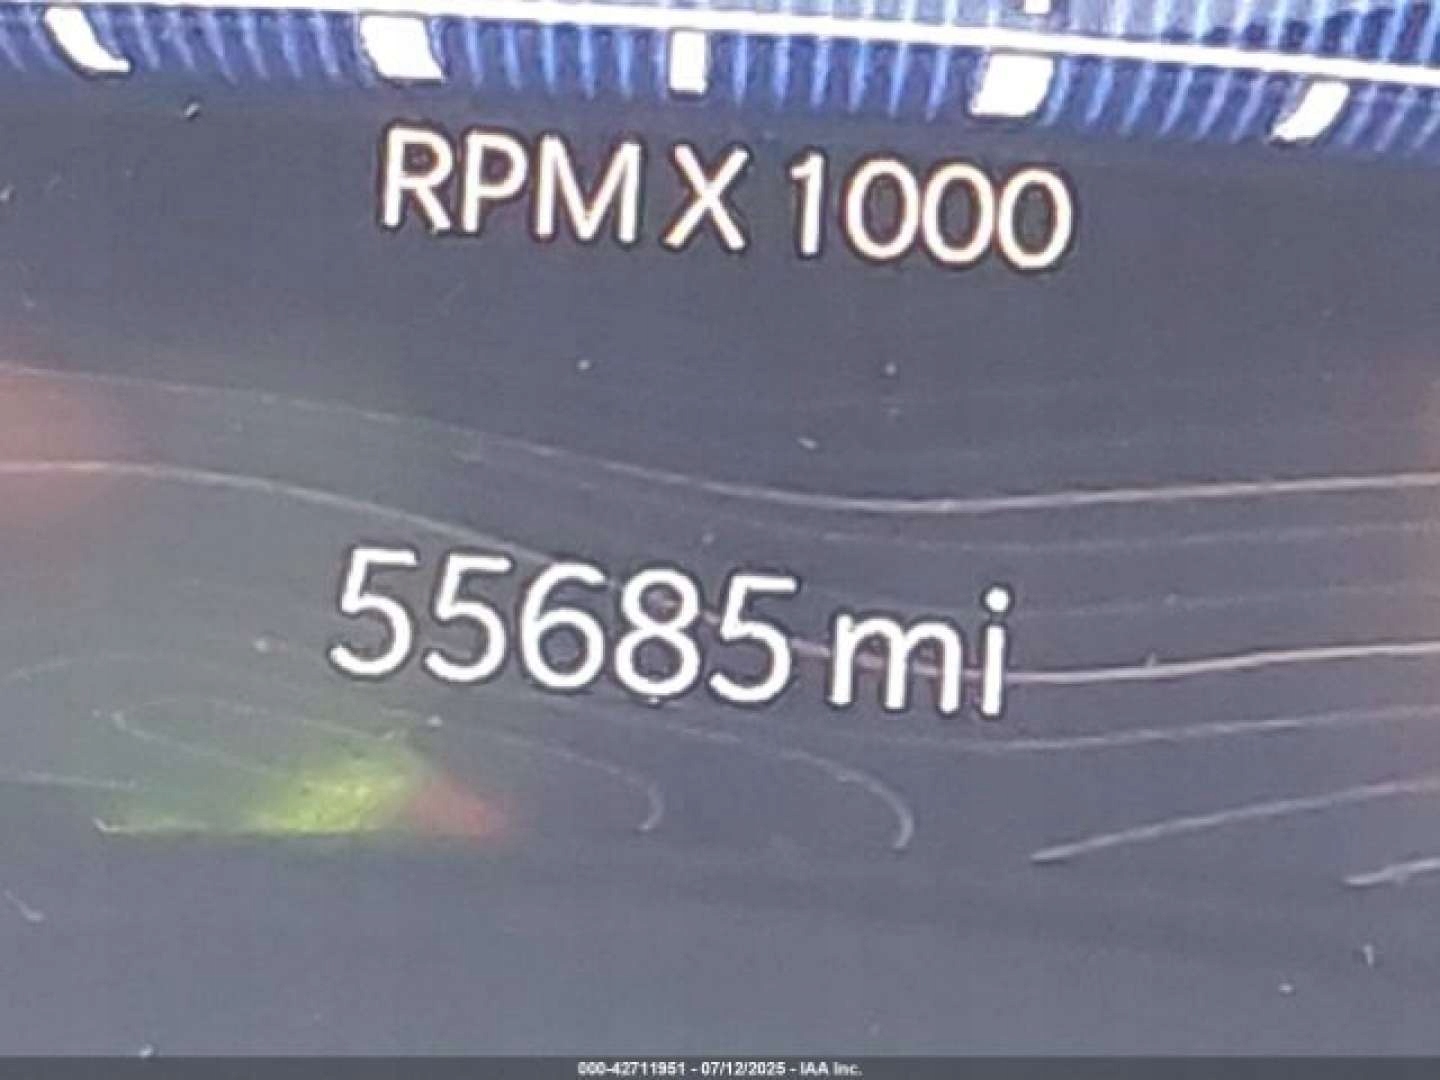 RPM X 1000
55685 mi
000-42711951 - 07/12/2025 - IAA Inc.